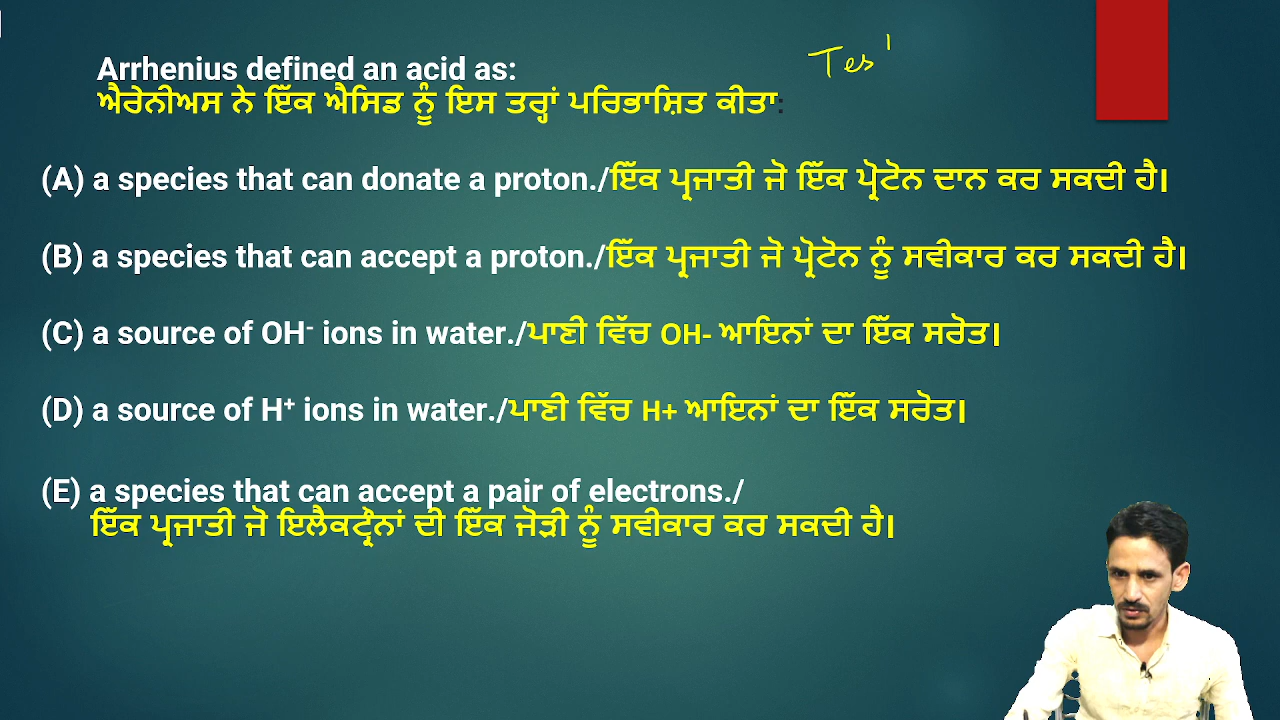 Tes
Arrhenius defined an acid as:
ਐਰੇਨੀਅਸ ਨੇ ਇੱਕ ਐਸਿਡ ਨੂੰ ਇਸ ਤਰ੍ਹਾਂ ਪਰਿਭਾਸ਼ਿਤ ਕੀਤਾ:
(A) a species that can donate a proton./ਇੱਕ ਪ੍ਰਜਾਤੀ ਜੋ ਇੱਕ ਪ੍ਰੋਟੋਨ ਦਾਨ ਕਰ ਸਕਦੀ ਹੈ।
(B) a species that can accept a proton./ਇੱਕ ਪ੍ਰਜਾਤੀ ਜੋ ਪ੍ਰੋਟੋਨ ਨੂੰ ਸਵੀਕਾਰ ਕਰ ਸਕਦੀ ਹੈ।
(C) a source of OH⁻ ions in water./ਪਾਣੀ ਵਿੱਚ OH- ਆਇਨਾਂ ਦਾ ਇੱਕ ਸਰੋਤ।
(D) a source of H⁺ ions in water./ਪਾਣੀ ਵਿੱਚ H+ ਆਇਨਾਂ ਦਾ ਇੱਕ ਸਰੋਤ।
(E) a species that can accept a pair of electrons./
ਇੱਕ ਪ੍ਰਜਾਤੀ ਜੋ ਇਲੈਕਟ੍ਰੋਨਾਂ ਦੀ ਇੱਕ ਜੋੜੀ ਨੂੰ ਸਵੀਕਾਰ ਕਰ ਸਕਦੀ ਹੈ।